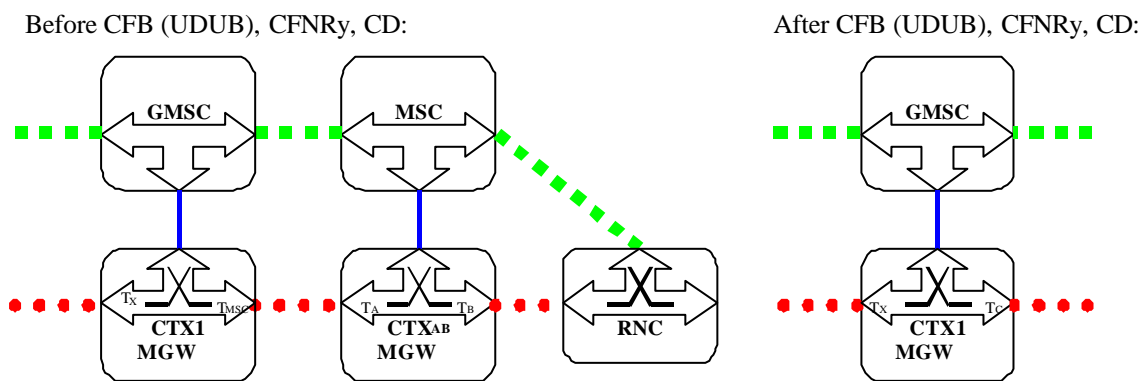 Before CFB (UDUB), CFNRy, CD:
After CFB (UDUB), CFNRy, CD:
GMSC
MSC
GMSC
TX
TMSC
TA
TB
TX
TC
CTX1
CTXAB
RNC
CTX1
MGW
MGW
MGW